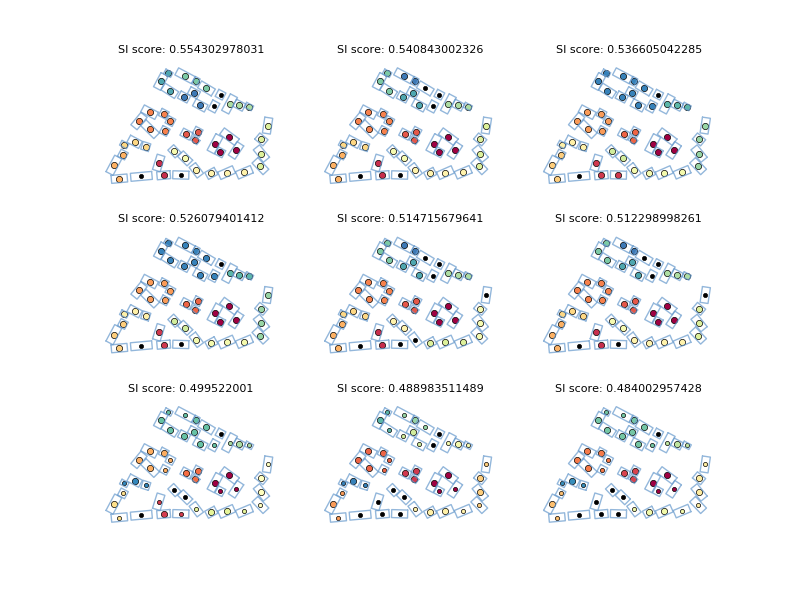 SI score: 0.554302978031
SI score: 0.540843002326
SI score: 0.536605042285
SI score: 0.526079401412
SI score: 0.514715679641
SI score: 0.512298998261
SI score: 0.499522001
SI score: 0.488983511489
SI score: 0.484002957428